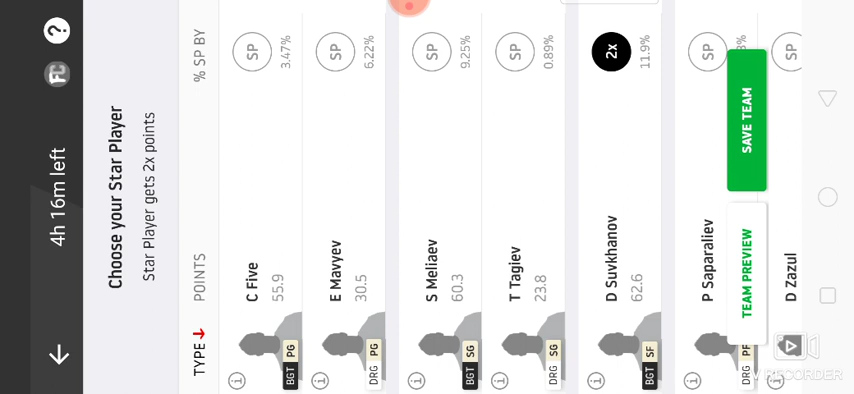 4h 16m left
FC
?
Choose your Star Player
Star Player gets 2x points
TYPE
POINTS
% SP BY
BGT PG
C Five
55.9
SP
3.47%
DRG PG
E Mavyev
30.5
SP
6.22%
BGT SG
S Meliaev
60.3
SP
9.25%
DRG SG
T Tagiev
23.8
SP
0.89%
BGT SF
D Suvkhanov
62.6
2x
11.9%
PF
P Saparaliev
SP
TEAM PREVIEW
SAVE TEAM
D Zazul
SP
RECORDER